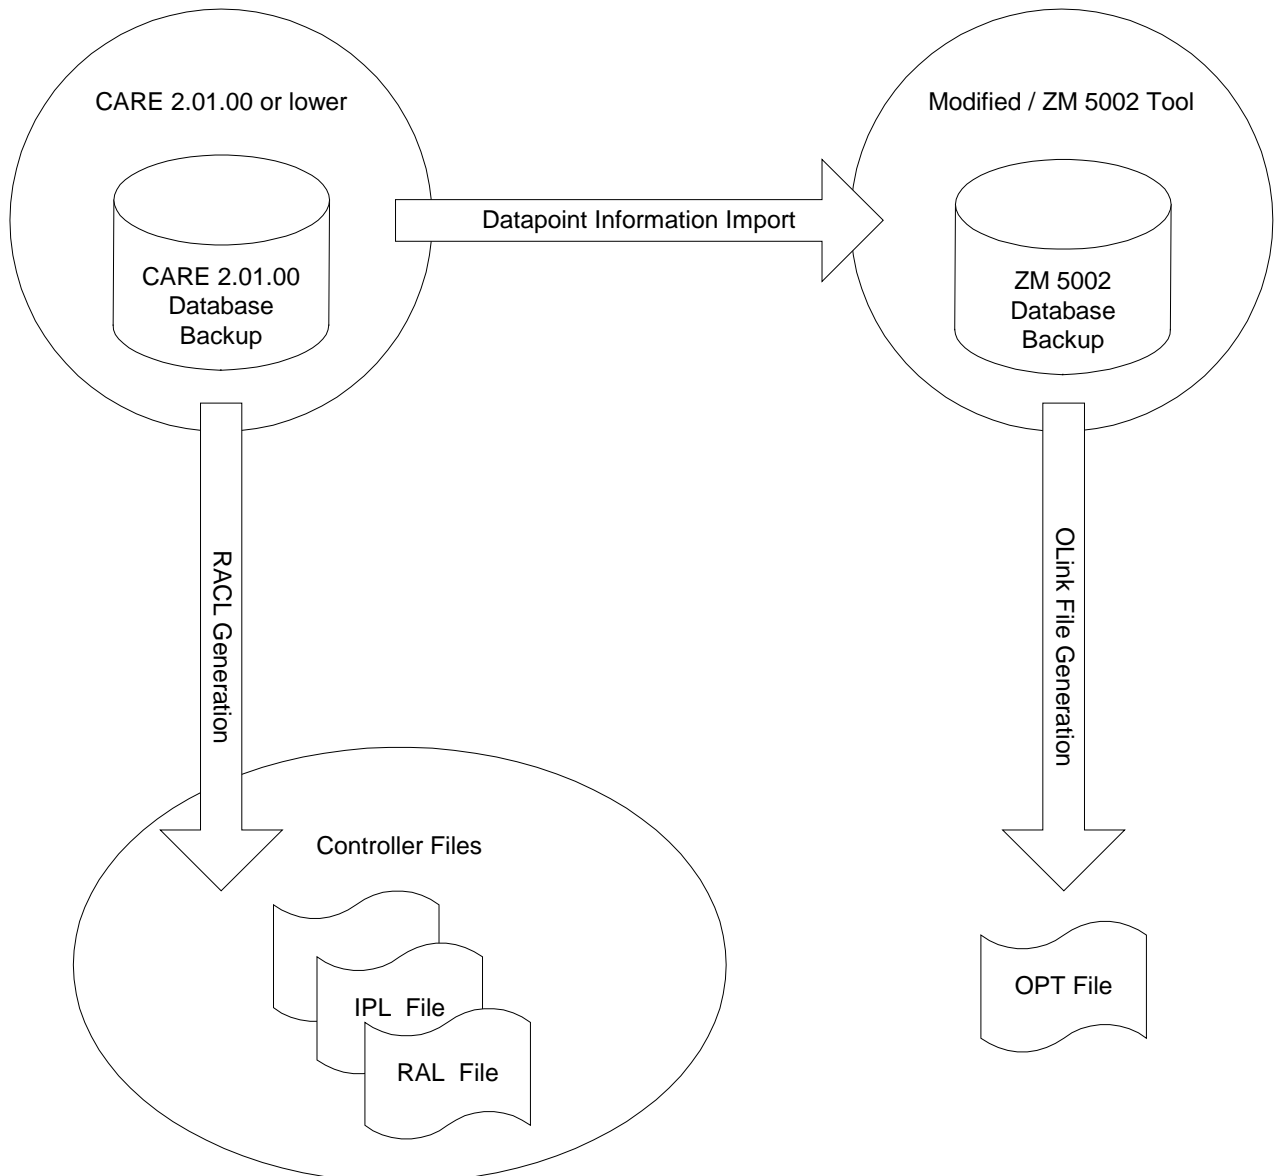 CARE 2.01.00 or lower
Modified / ZM 5002 Tool
Datapoint Information Import
CARE 2.01.00
Database
Backup
ZM 5002
Database
Backup
RACL Generation
OLink File Generation
Controller Files
IPL File
RAL File
OPT File